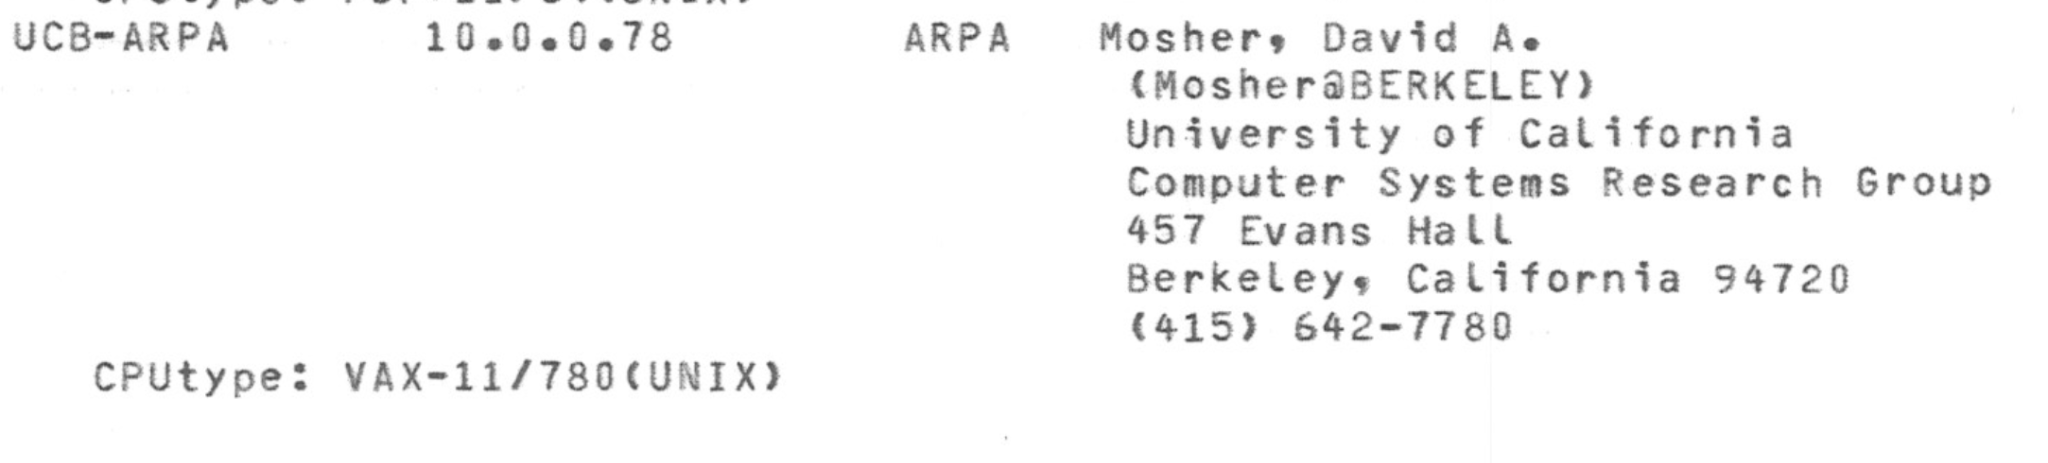 UCB-ARPA 10.0.0.78 ARPA Mosher, David A.
(Mosher@BERKELEY)
University of California
Computer Systems Research Group
457 Evans Hall
Berkeley, California 94720
(415) 642-7780
CPUtype: VAX-11/780(UNIX)